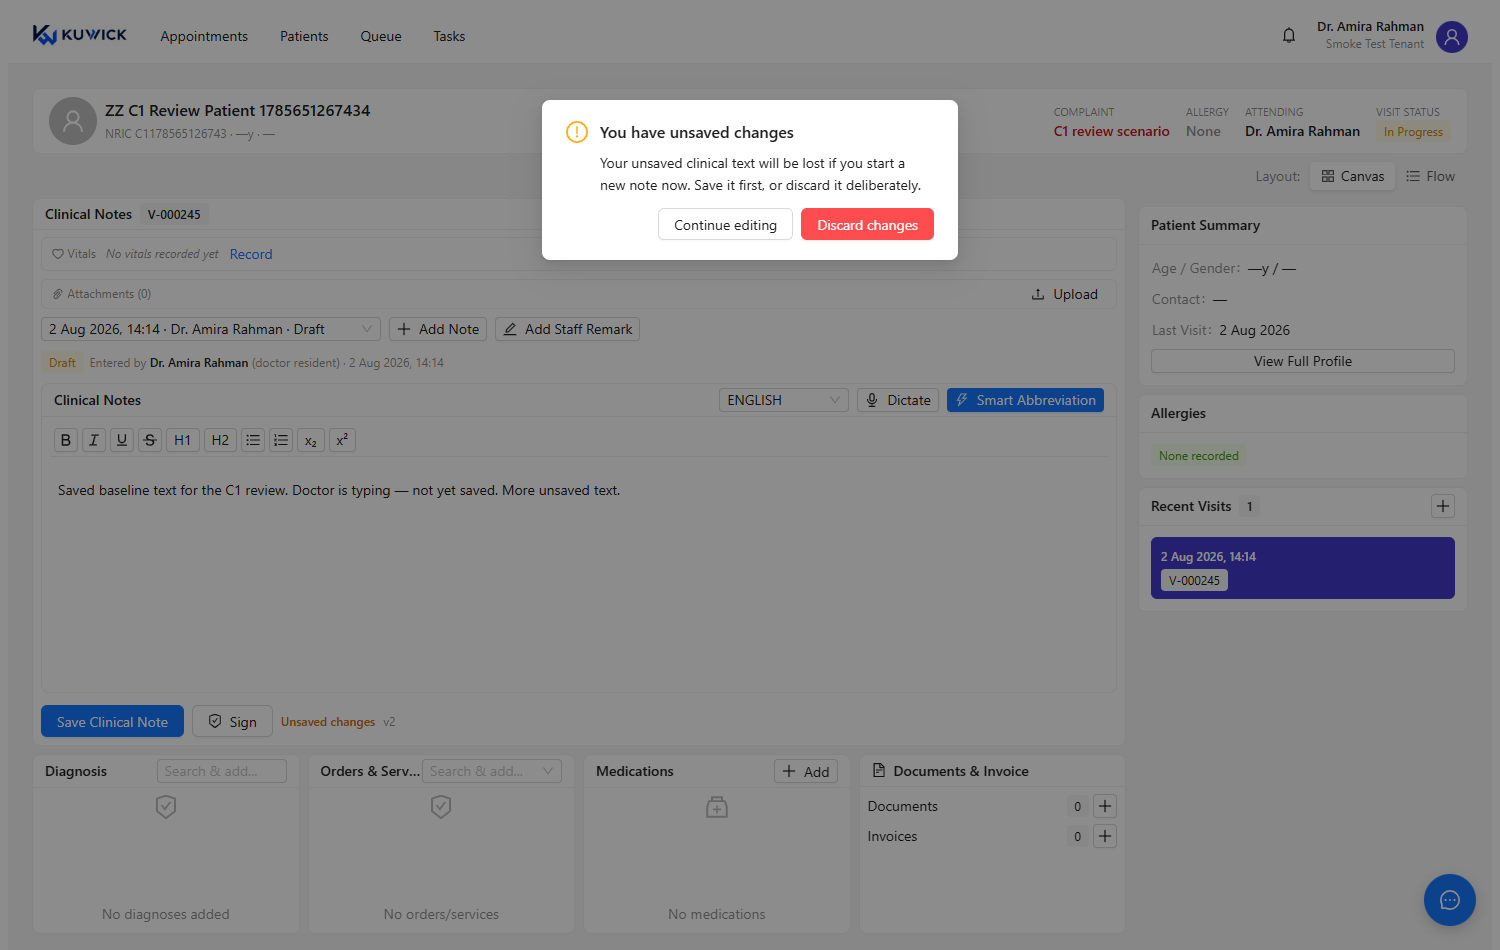 KUWICK
Appointments
Patients
Queue
Tasks
Dr. Amira Rahman
Smoke Test Tenant
ZZ C1 Review Patient 1785651267434
NRIC C1178565126743 · —y · —
COMPLAINT
C1 review scenario
ALLERGY
None
ATTENDING
Dr. Amira Rahman
VISIT STATUS
In Progress
You have unsaved changes
Your unsaved clinical text will be lost if you start a
new note now. Save it first, or discard it deliberately.
Continue editing
Discard changes
Layout:
Canvas
Flow
Clinical Notes
V-000245
Vitals
No vitals recorded yet
Record
Attachments (0)
Upload
2 Aug 2026, 14:14 · Dr. Amira Rahman · Draft
Add Note
Add Staff Remark
Draft
Entered by Dr. Amira Rahman (doctor resident) · 2 Aug 2026, 14:14
Clinical Notes
ENGLISH
Dictate
Smart Abbreviation
B
I
U
S
H1
H2
x₂
x²
Saved baseline text for the C1 review. Doctor is typing — not yet saved. More unsaved text.
Save Clinical Note
Sign
Unsaved changes
v2
Patient Summary
Age / Gender: —y / —
Contact: —
Last Visit: 2 Aug 2026
View Full Profile
Allergies
None recorded
Recent Visits
1
2 Aug 2026, 14:14
V-000245
Diagnosis
Search & add...
No diagnoses added
Orders & Serv...
Search & add...
No orders/services
Medications
Add
No medications
Documents & Invoice
Documents
0
Invoices
0